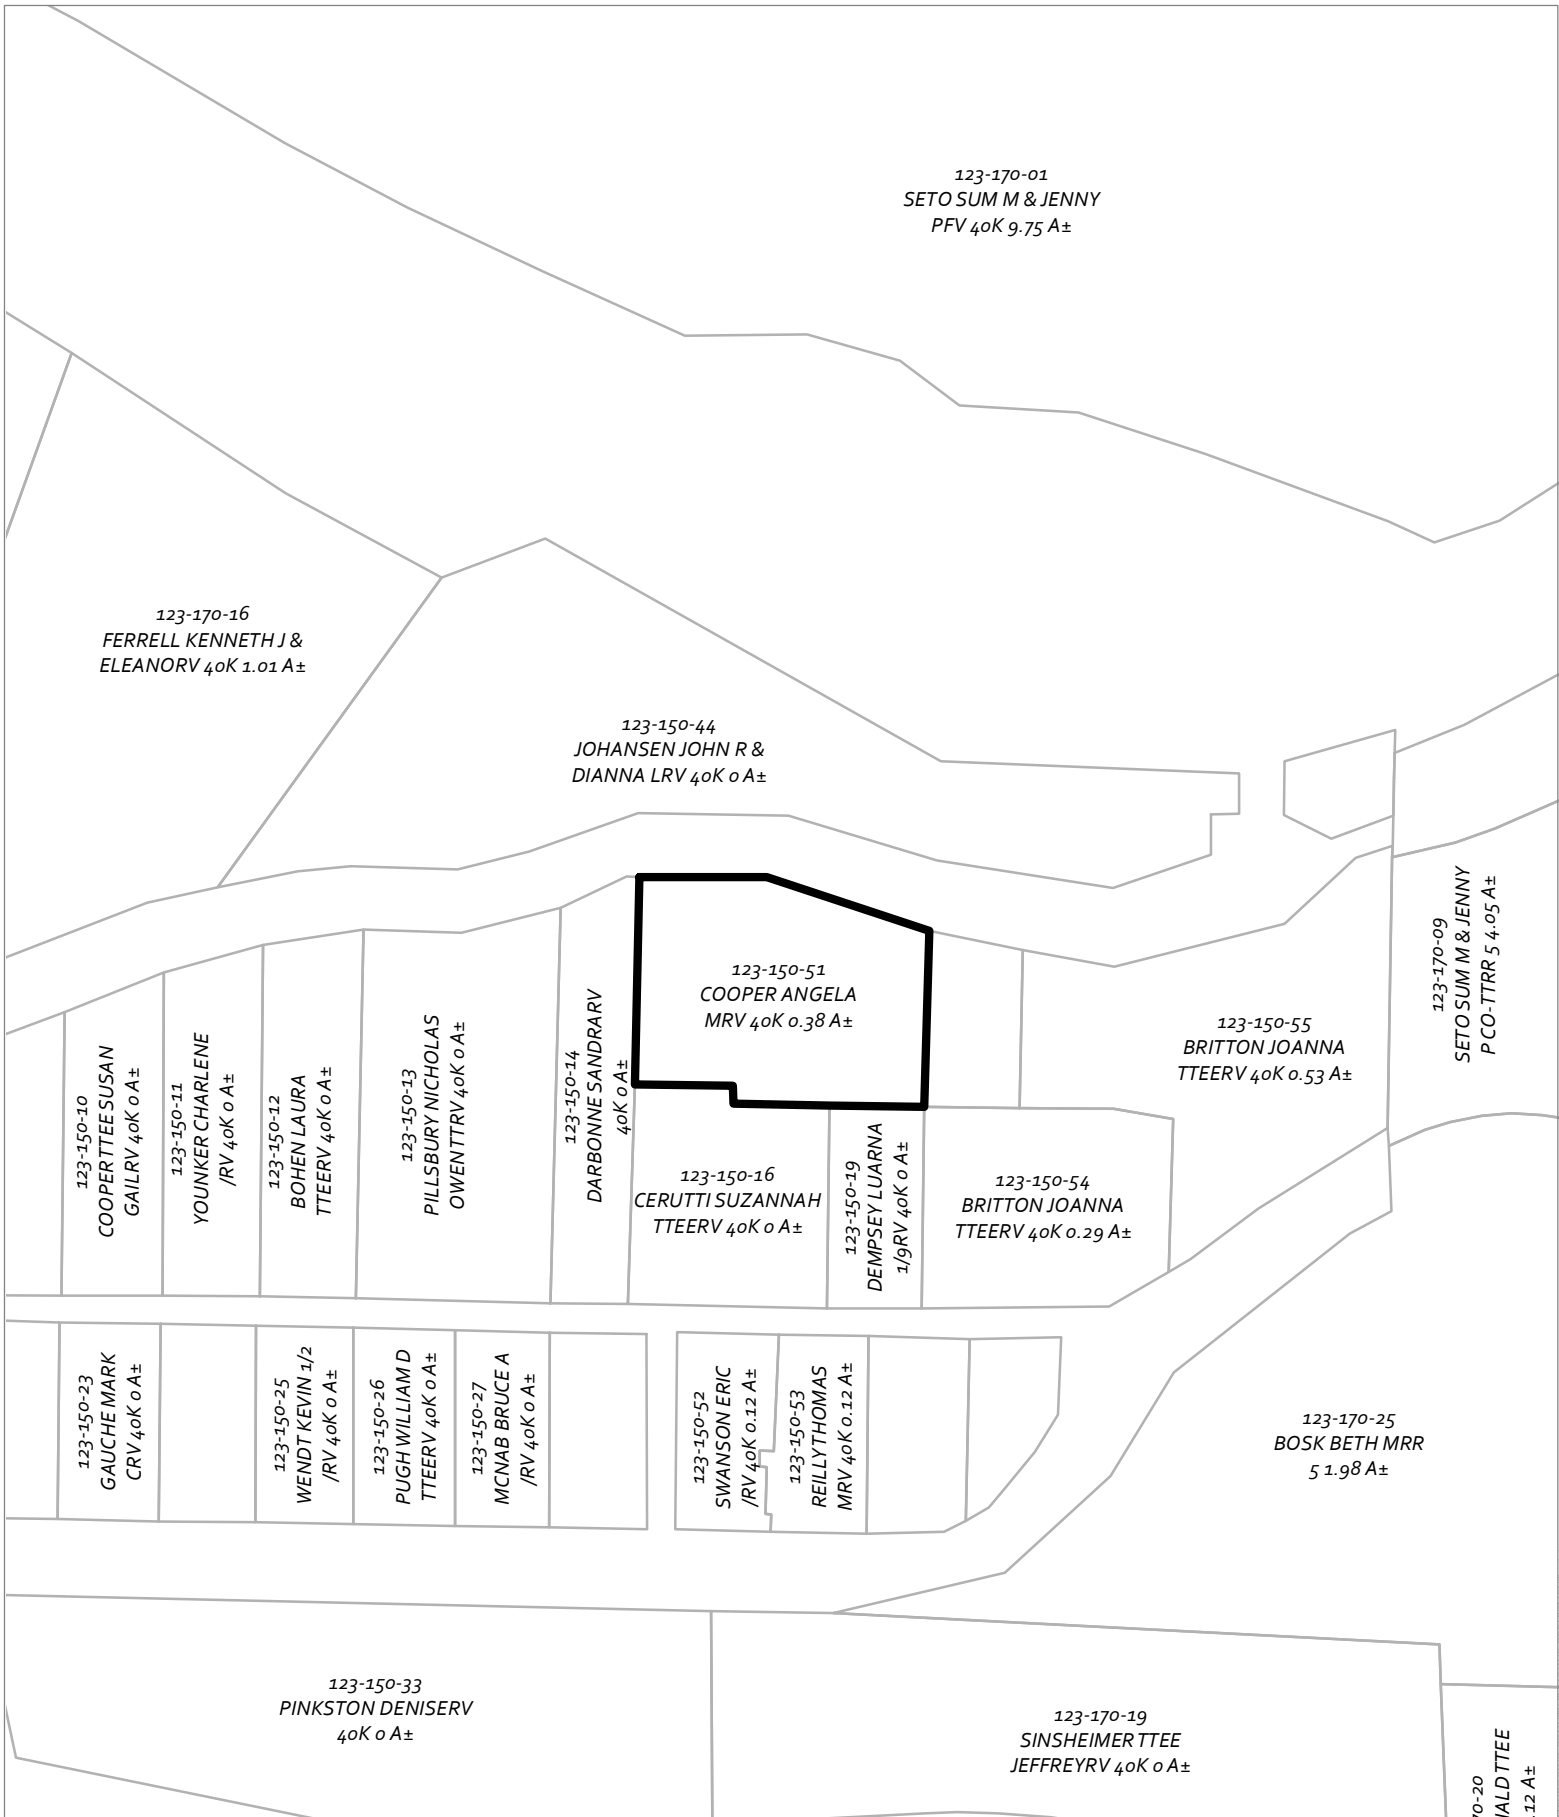 123-170-01
SETO SUM M & JENNY
PFV 40K 9.75 A±
123-170-16
FERRELL KENNETH J &
ELEANORV 40K 1.01 A±
123-150-44
JOHANSEN JOHN R &
DIANNA LRV 40K 0 A±
123-170-09
SETO SUM M & JENNY
P CO-TTRR 5 4.05 A±
123-150-51
COOPER ANGELA
MRV 40K 0.38 A±
123-150-55
BRITTON JOANNA
TTEERV 40K 0.53 A±
123-150-10
COOPER TTEE SUSAN
GAILRV 40K 0 A±
123-150-11
YOUNKER CHARLENE
/RV 40K 0 A±
123-150-12
BOHEN LAURA
TTEERV 40K 0 A±
123-150-13
PILLSBURY NICHOLAS
OWEN TTRV 40K 0 A±
123-150-14
DARBONNE SANDRARV
40K 0 A±
123-150-16
CERUTTI SUZANNAH
TTEERV 40K 0 A±
123-150-19
DEMPSEY LUARNA
1/9RV 40K 0 A±
123-150-54
BRITTON JOANNA
TTEERV 40K 0.29 A±
123-150-23
GAUCHE MARK
CRV 40K 0 A±
123-150-25
WENDT KEVIN 1/2
/RV 40K 0 A±
123-150-26
PUGH WILLIAM D
TTEERV 40K 0 A±
123-150-27
MCNAB BRUCE A
/RV 40K 0 A±
123-150-52
SWANSON ERIC
/RV 40K 0.12 A±
123-150-53
REILLY THOMAS
MRV 40K 0.12 A±
123-170-25
BOSK BETH MRR
5 1.98 A±
123-150-33
PINKSTON DENISERV
40K 0 A±
123-170-19
SINSHEIMER TTEE
JEFFREYRV 40K 0 A±
70-20
ALD TTEE
.12 A±